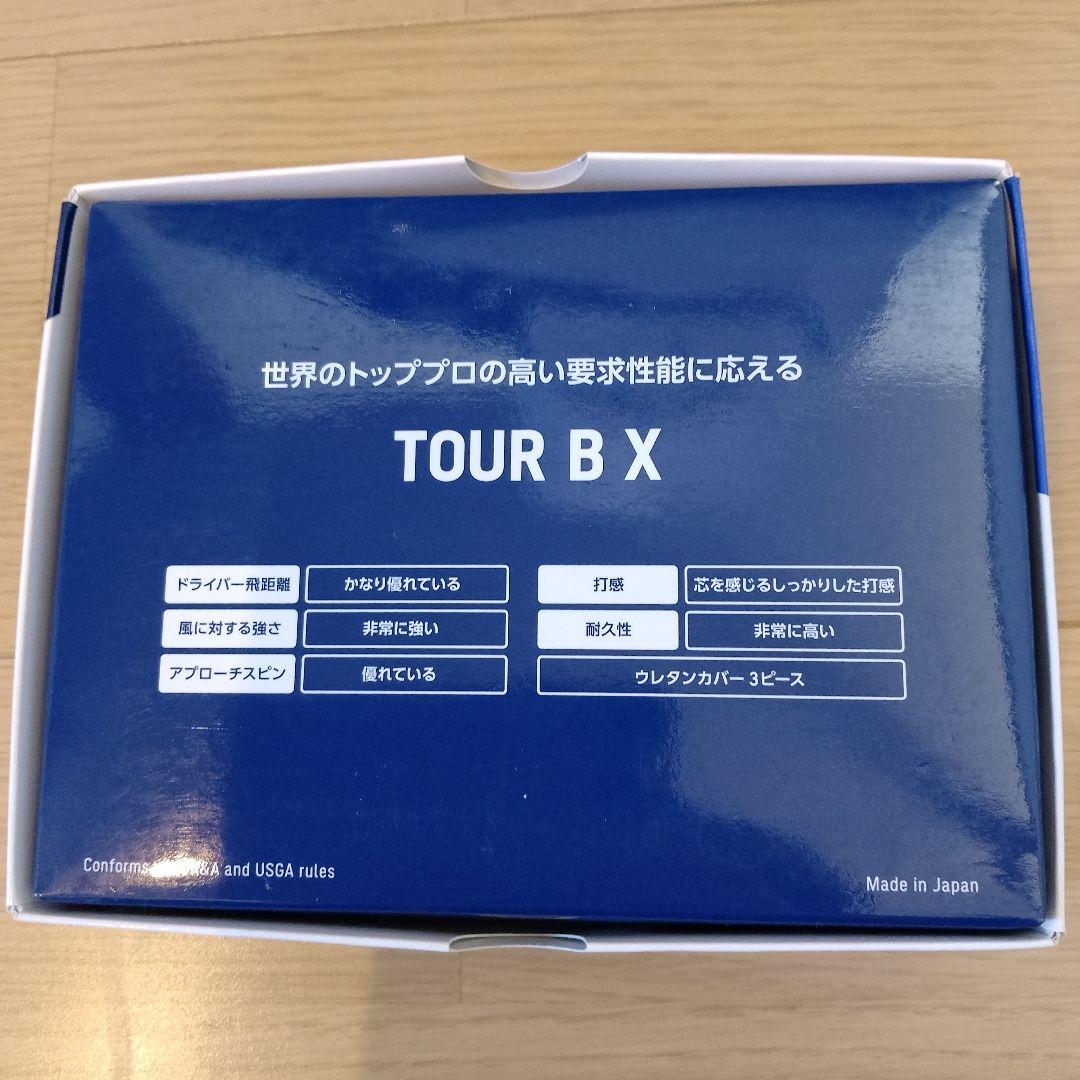 世界のトッププロの高い要求性能に応える
TOUR B X
ドライバー飛距離 かなり優れている
風に対する強さ 非常に強い
アプローチスピン 優れている
打感 芯を感じるしっかりした打感
耐久性 非常に高い
ウレタンカバー 3ピース
Conforms &A and USGA rules
Made in Japan